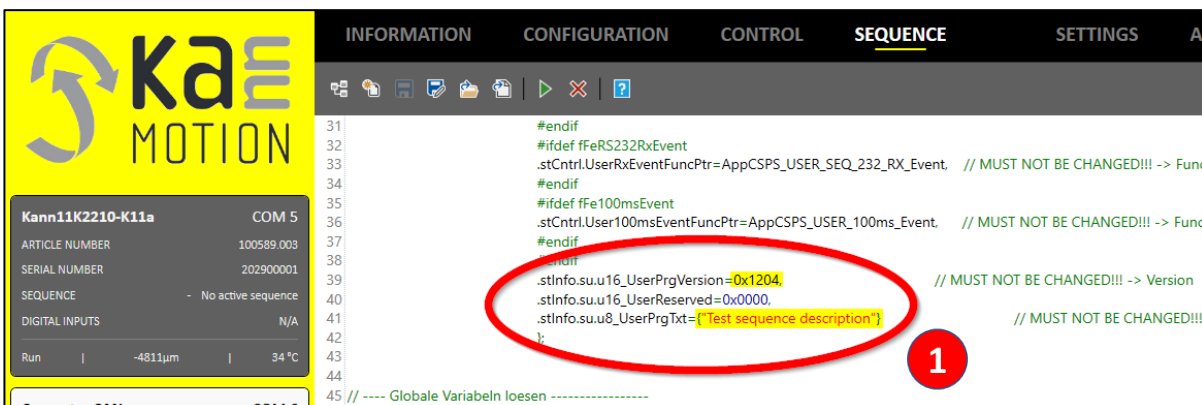 Kann
MOTION
INFORMATION CONFIGURATION CONTROL SEQUENCE SETTINGS A
Kann11K2210-K11a COM 5
ARTICLE NUMBER 100589.003
SERIAL NUMBER 202900001
SEQUENCE - No active sequence
DIGITAL INPUTS N/A
Run | -4811µm | 34 °C
31 #endif
32 #ifdef fFeRS232RxEvent
33 .stCntrl.UserRxEventFuncPtr=AppCSPS_USER_SEQ_232_RX_Event, // MUST NOT BE CHANGED!!! -> Func
34 #endif
35 #ifdef fFe100msEvent
36 .stCntrl.User100msEventFuncPtr=AppCSPS_USER_100ms_Event, // MUST NOT BE CHANGED!!! -> Func
37 #endif
38 #endif
39 .stInfo.su.u16_UserPrgVersion=0x1204, // MUST NOT BE CHANGED!!! -> Version
40 .stInfo.su.u16_UserReserved=0x0000,
41 .stInfo.su.u8_UserPrgTxt={"Test sequence description"} // MUST NOT BE CHANGED!!!
42 };
43
44
45 // ---- Globale Variabeln loesen -----------------
1